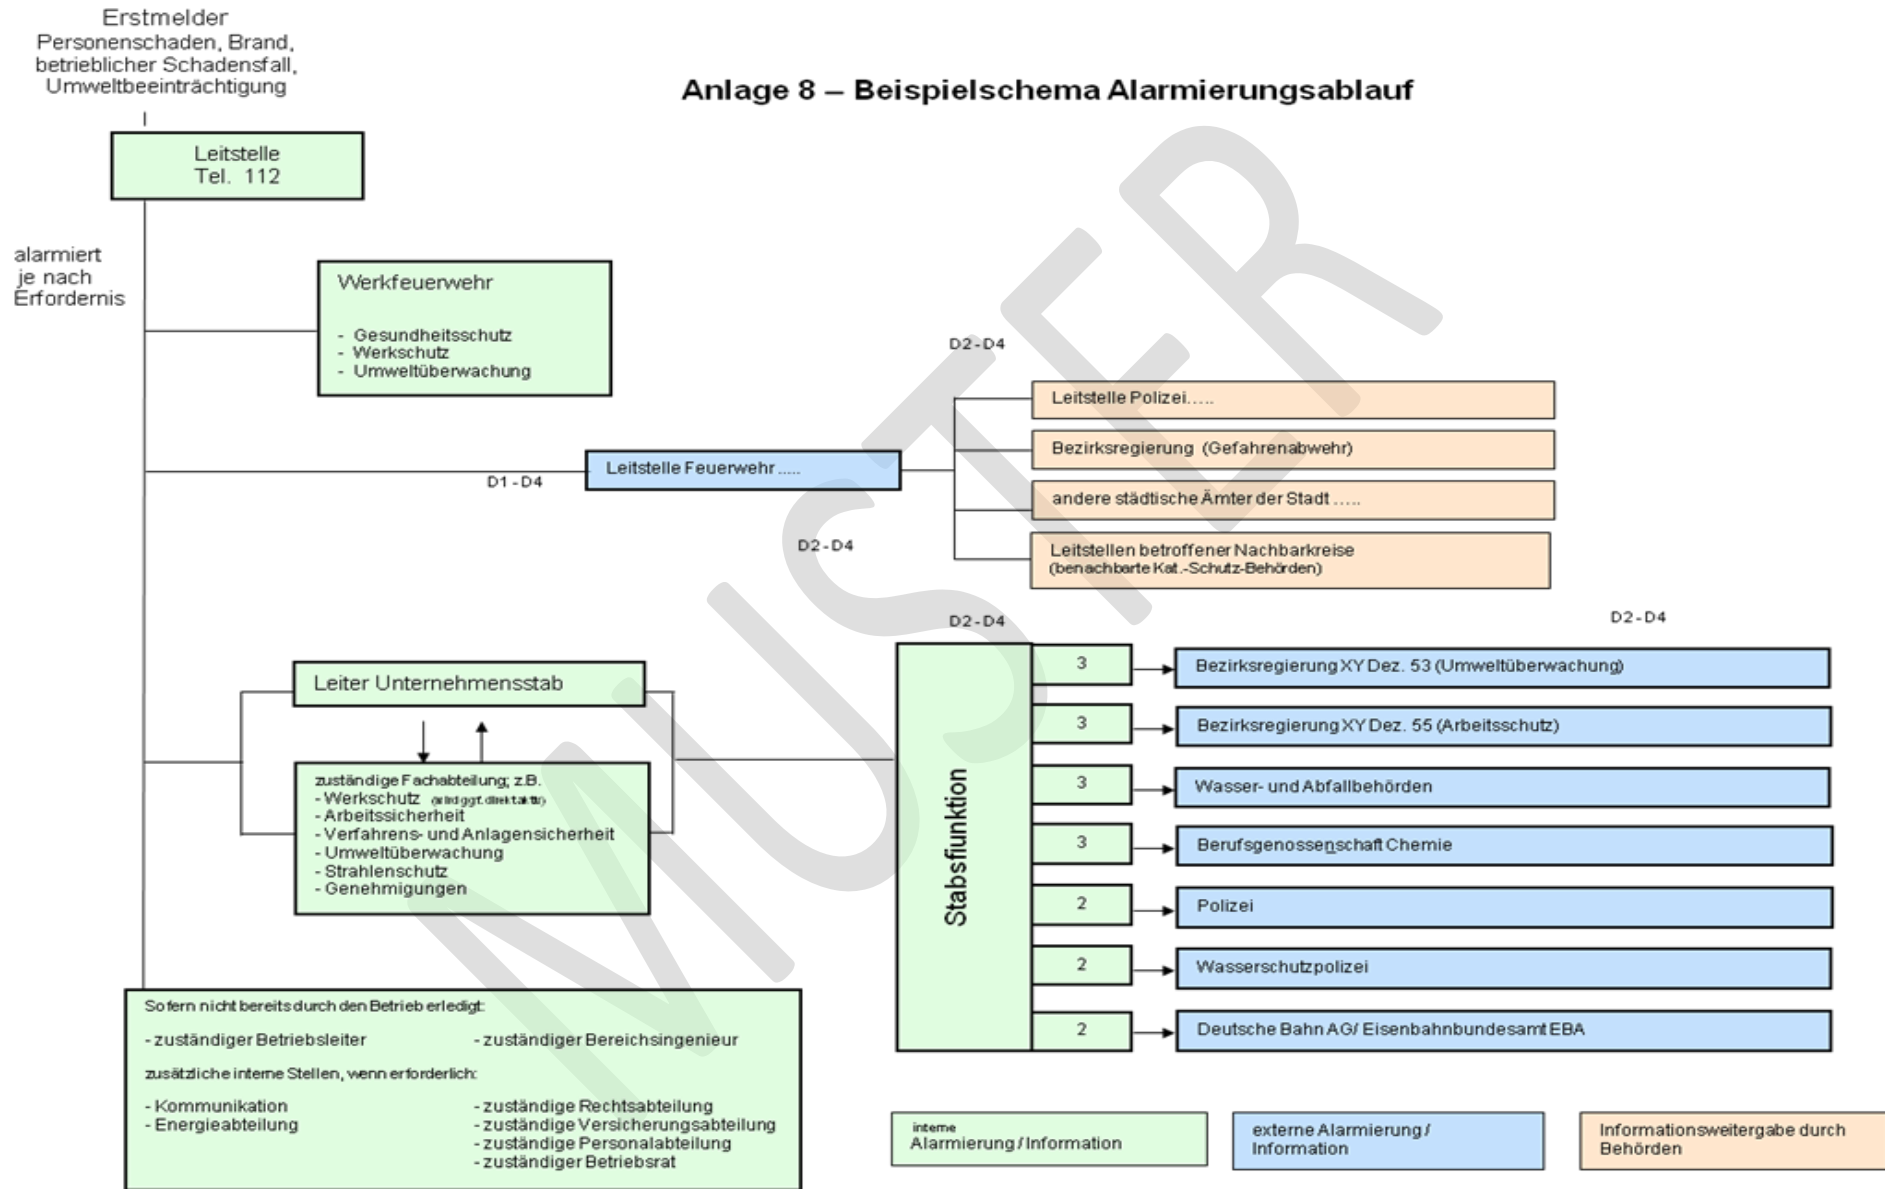 Erstmelder
Personenschaden, Brand,
betrieblicher Schadensfall,
Umweltbeeinträchtigung
Anlage 8 – Beispielschema Alarmierungsablauf
Leitstelle
Tel. 112
alarmiert
je nach
Erfordernis
Werkfeuerwehr
- Gesundheitsschutz
- Werkschutz
- Umweltüberwachung
D2-D4
Leitstelle Polizei.....
Bezirksregierung (Gefahrenabwehr)
Leitstelle Feuerwehr .....
D1-D4
andere städtische Ämter der Stadt .....
D2-D4
Leitstellen betroffener Nachbarkreise
(benachbarte Kat.-Schutz-Behörden)
D2-D4
D2-D4
Leiter Unternehmensstab
zuständige Fachabteilung; z.B.
- Werkschutz (wird ggf. direkt aktiv)
- Arbeitssicherheit
- Verfahrens- und Anlagensicherheit
- Umweltüberwachung
- Strahlenschutz
- Genehmigungen
Stabsfiunktion
3
Bezirksregierung XY Dez. 53 (Umweltüberwachung)
3
Bezirksregierung XY Dez. 55 (Arbeitsschutz)
3
Wasser- und Abfallbehörden
3
Berufsgenossenschaft Chemie
2
Polizei
2
Wasserschutzpolizei
2
Deutsche Bahn AG/ Eisenbahnbundesamt EBA
Sofern nicht bereits durch den Betrieb erledigt:
- zuständiger Betriebsleiter
- zuständiger Bereichsingenieur
zusätzliche interne Stellen, wenn erforderlich:
- Kommunikation
- Energieabteilung
- zuständige Rechtsabteilung
- zuständige Versicherungsabteilung
- zuständige Personalabteilung
- zuständiger Betriebsrat
interne
Alarmierung / Information
externe Alarmierung /
Information
Informationsweitergabe durch
Behörden
MUSTER